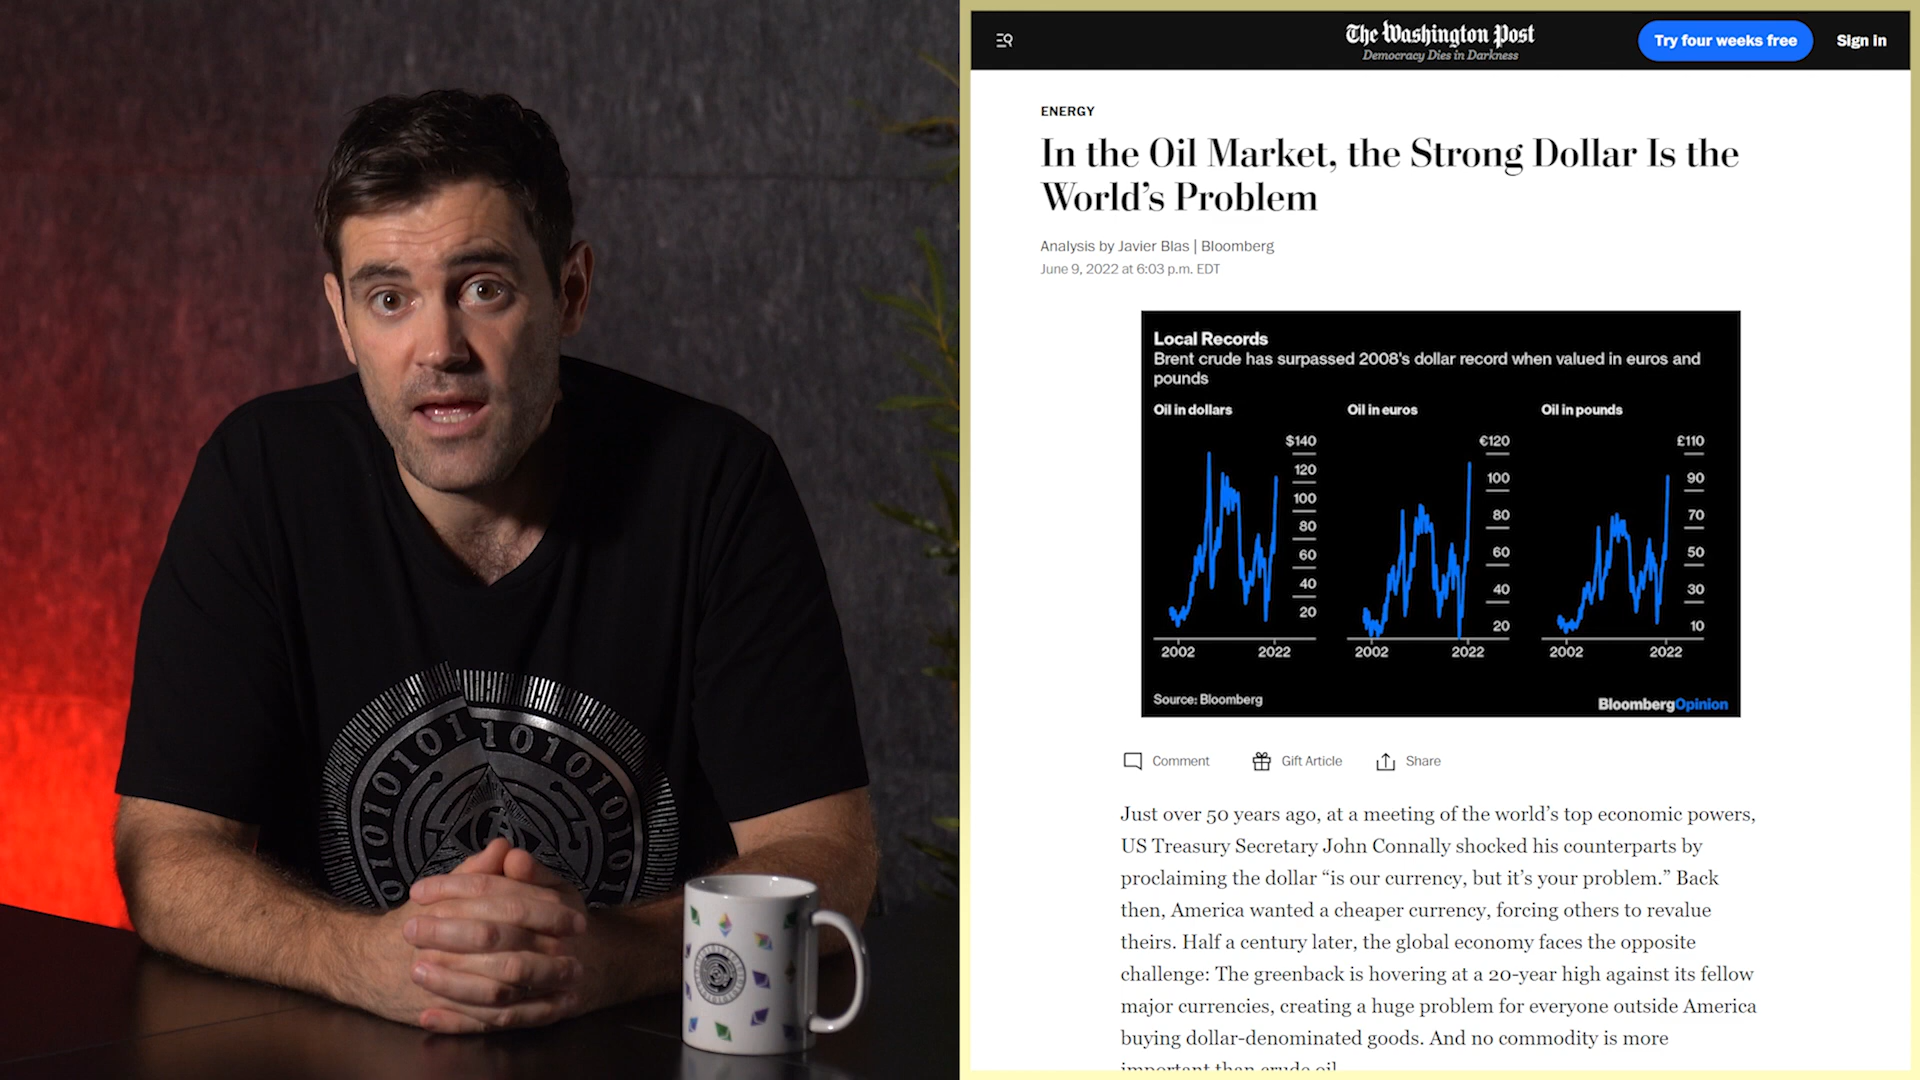 The Washington Post
Democracy Dies in Darkness
Try four weeks free
Sign in
ENERGY
In the Oil Market, the Strong Dollar Is the
World's Problem
Analysis by Javier Blas | Bloomberg
June 9, 2022 at 6:03 p.m. EDT
Local Records
Brent crude has surpassed 2008's dollar record when valued in euros and
pounds
Oil in dollars
$140
120
100
80
60
40
20
2002 2022
Oil in euros
€120
100
80
60
40
20
2002 2022
Oil in pounds
£110
90
70
50
30
10
2002 2022
Source: Bloomberg
BloombergOpinion
Comment
Gift Article
Share
Just over 50 years ago, at a meeting of the world's top economic powers,
US Treasury Secretary John Connally shocked his counterparts by
proclaiming the dollar “is our currency, but it's your problem.” Back
then, America wanted a cheaper currency, forcing others to revalue
theirs. Half a century later, the global economy faces the opposite
challenge: The greenback is hovering at a 20-year high against its fellow
major currencies, creating a huge problem for everyone outside America
buying dollar-denominated goods. And no commodity is more
important than crude oil.